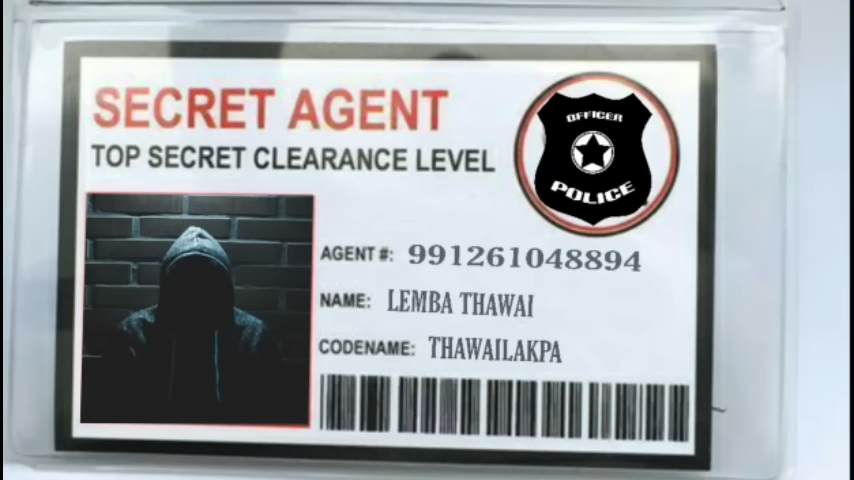 SECRET AGENT
TOP SECRET CLEARANCE LEVEL
OFFICER
POLICE
AGENT #: 991261048894
NAME: LEMBA THAWAI
CODENAME: THAWAILAKPA